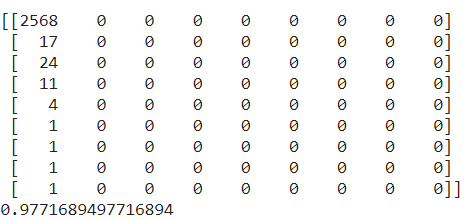 [[2568 0 0 0 0 0 0 0 0]
[ 17 0 0 0 0 0 0 0 0]
[ 24 0 0 0 0 0 0 0 0]
[ 11 0 0 0 0 0 0 0 0]
[ 4 0 0 0 0 0 0 0 0]
[ 1 0 0 0 0 0 0 0 0]
[ 1 0 0 0 0 0 0 0 0]
[ 1 0 0 0 0 0 0 0 0]
[ 1 0 0 0 0 0 0 0 0]]
0.9771689497716894